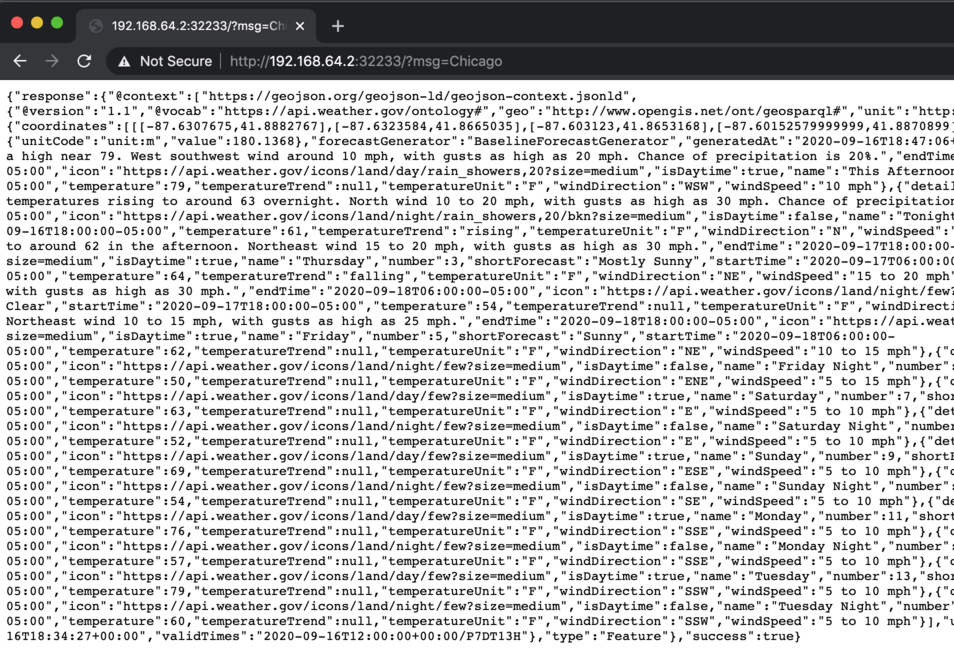 192.168.64.2:32233/?msg=Ch
Not Secure | http://192.168.64.2:32233/?msg=Chicago
{"response":{"@context":["https://geojson.org/geojson-ld/geojson-context.jsonld",
{"@version":"1.1","@vocab":"https://api.weather.gov/ontology#","geo":"http://www.opengis.net/ont/geosparql#","unit":"http:
{"coordinates":[[[-87.6307675,41.8882767],[-87.6323584,41.8665035],[-87.603123,41.8653168],[-87.60152579999999,41.8870899]
{"unitCode":"unit:m","value":180.1368},"forecastGenerator":"BaselineForecastGenerator","generatedAt":"2020-09-16T18:47:06+
a high near 79. West southwest wind around 10 mph, with gusts as high as 20 mph. Chance of precipitation is 20%.","endTime
05:00","icon":"https://api.weather.gov/icons/land/day/rain_showers,20?size=medium","isDaytime":true,"name":"This Afternoon
05:00","temperature":79,"temperatureTrend":null,"temperatureUnit":"F","windDirection":"WSW","windSpeed":"10 mph"},{"detail
temperatures rising to around 63 overnight. North wind 10 to 20 mph, with gusts as high as 30 mph. Chance of precipitation
05:00","icon":"https://api.weather.gov/icons/land/night/rain_showers,20/bkn?size=medium","isDaytime":false,"name":"Tonight
09-16T18:00:00-05:00","temperature":61,"temperatureTrend":"rising","temperatureUnit":"F","windDirection":"N","windSpeed":"
to around 62 in the afternoon. Northeast wind 15 to 20 mph, with gusts as high as 30 mph.","endTime":"2020-09-17T18:00:00-
size=medium","isDaytime":true,"name":"Thursday","number":3,"shortForecast":"Mostly Sunny","startTime":"2020-09-17T06:00:00
05:00","temperature":64,"temperatureTrend":"falling","temperatureUnit":"F","windDirection":"NE","windSpeed":"15 to 20 mph"
with gusts as high as 30 mph.","endTime":"2020-09-18T06:00:00-05:00","icon":"https://api.weather.gov/icons/land/night/few?
Clear","startTime":"2020-09-17T18:00:00-05:00","temperature":54,"temperatureTrend":null,"temperatureUnit":"F","windDirecti
Northeast wind 10 to 15 mph, with gusts as high as 25 mph.","endTime":"2020-09-18T18:00:00-05:00","icon":"https://api.weat
size=medium","isDaytime":true,"name":"Friday","number":5,"shortForecast":"Sunny","startTime":"2020-09-18T06:00:00-
05:00","temperature":62,"temperatureTrend":null,"temperatureUnit":"F","windDirection":"NE","windSpeed":"10 to 15 mph"},{"d
05:00","icon":"https://api.weather.gov/icons/land/night/few?size=medium","isDaytime":false,"name":"Friday Night","number":
05:00","temperature":50,"temperatureTrend":null,"temperatureUnit":"F","windDirection":"ENE","windSpeed":"5 to 15 mph"},{"d
05:00","icon":"https://api.weather.gov/icons/land/day/few?size=medium","isDaytime":true,"name":"Saturday","number":7,"shor
05:00","temperature":63,"temperatureTrend":null,"temperatureUnit":"F","windDirection":"E","windSpeed":"5 to 10 mph"},{"det
05:00","icon":"https://api.weather.gov/icons/land/night/few?size=medium","isDaytime":false,"name":"Saturday Night","number
05:00","temperature":52,"temperatureTrend":null,"temperatureUnit":"F","windDirection":"E","windSpeed":"5 to 10 mph"},{"det
05:00","icon":"https://api.weather.gov/icons/land/day/few?size=medium","isDaytime":true,"name":"Sunday","number":9,"shortF
05:00","temperature":69,"temperatureTrend":null,"temperatureUnit":"F","windDirection":"ESE","windSpeed":"5 to 10 mph"},{"d
05:00","icon":"https://api.weather.gov/icons/land/night/few?size=medium","isDaytime":false,"name":"Sunday Night","number":
05:00","temperature":54,"temperatureTrend":null,"temperatureUnit":"F","windDirection":"SE","windSpeed":"5 to 10 mph"},{"de
05:00","icon":"https://api.weather.gov/icons/land/day/few?size=medium","isDaytime":true,"name":"Monday","number":11,"short
05:00","temperature":76,"temperatureTrend":null,"temperatureUnit":"F","windDirection":"SSE","windSpeed":"5 to 10 mph"},{"d
05:00","icon":"https://api.weather.gov/icons/land/night/few?size=medium","isDaytime":false,"name":"Monday Night","number":
05:00","temperature":57,"temperatureTrend":null,"temperatureUnit":"F","windDirection":"SSE","windSpeed":"5 to 10 mph"},{"d
05:00","icon":"https://api.weather.gov/icons/land/day/few?size=medium","isDaytime":true,"name":"Tuesday","number":13,"shor
05:00","temperature":79,"temperatureTrend":null,"temperatureUnit":"F","windDirection":"SSW","windSpeed":"5 to 10 mph"},{"d
05:00","icon":"https://api.weather.gov/icons/land/night/few?size=medium","isDaytime":false,"name":"Tuesday Night","number"
05:00","temperature":60,"temperatureTrend":null,"temperatureUnit":"F","windDirection":"SSW","windSpeed":"5 to 10 mph"}],"u
16T18:34:27+00:00","validTimes":"2020-09-16T12:00:00+00:00/P7DT13H"},"type":"Feature"},"success":true}